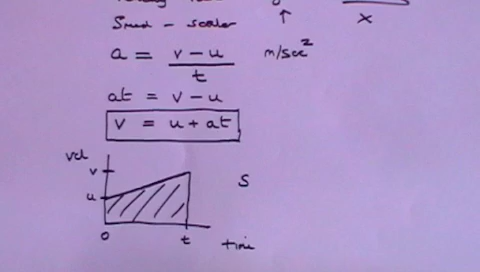 Speed - scalar
↑ x
a = v - u / t m/sec²
at = v - u
v = u + at
vel
v
u
S
0 t time